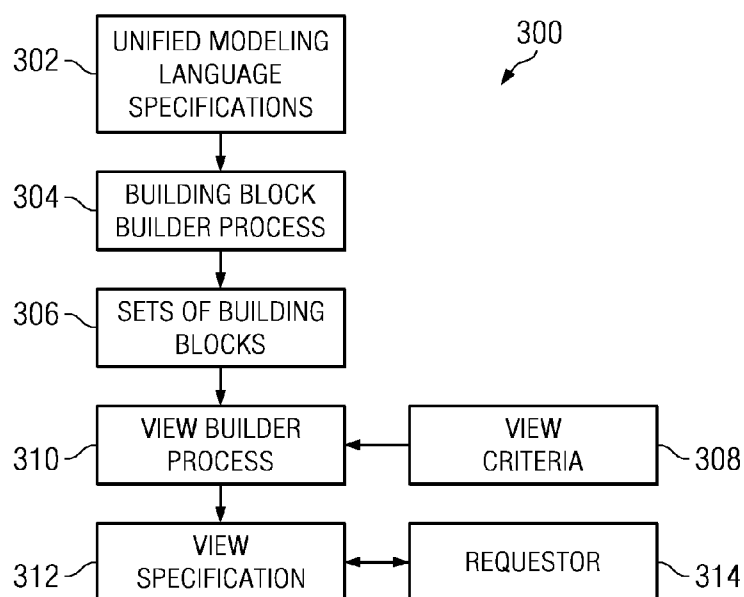 302
UNIFIED MODELING
LANGUAGE
SPECIFICATIONS
300
304
BUILDING BLOCK
BUILDER PROCESS
306
SETS OF BUILDING
BLOCKS
310
VIEW BUILDER
PROCESS
VIEW
CRITERIA
308
312
VIEW
SPECIFICATION
REQUESTOR
314